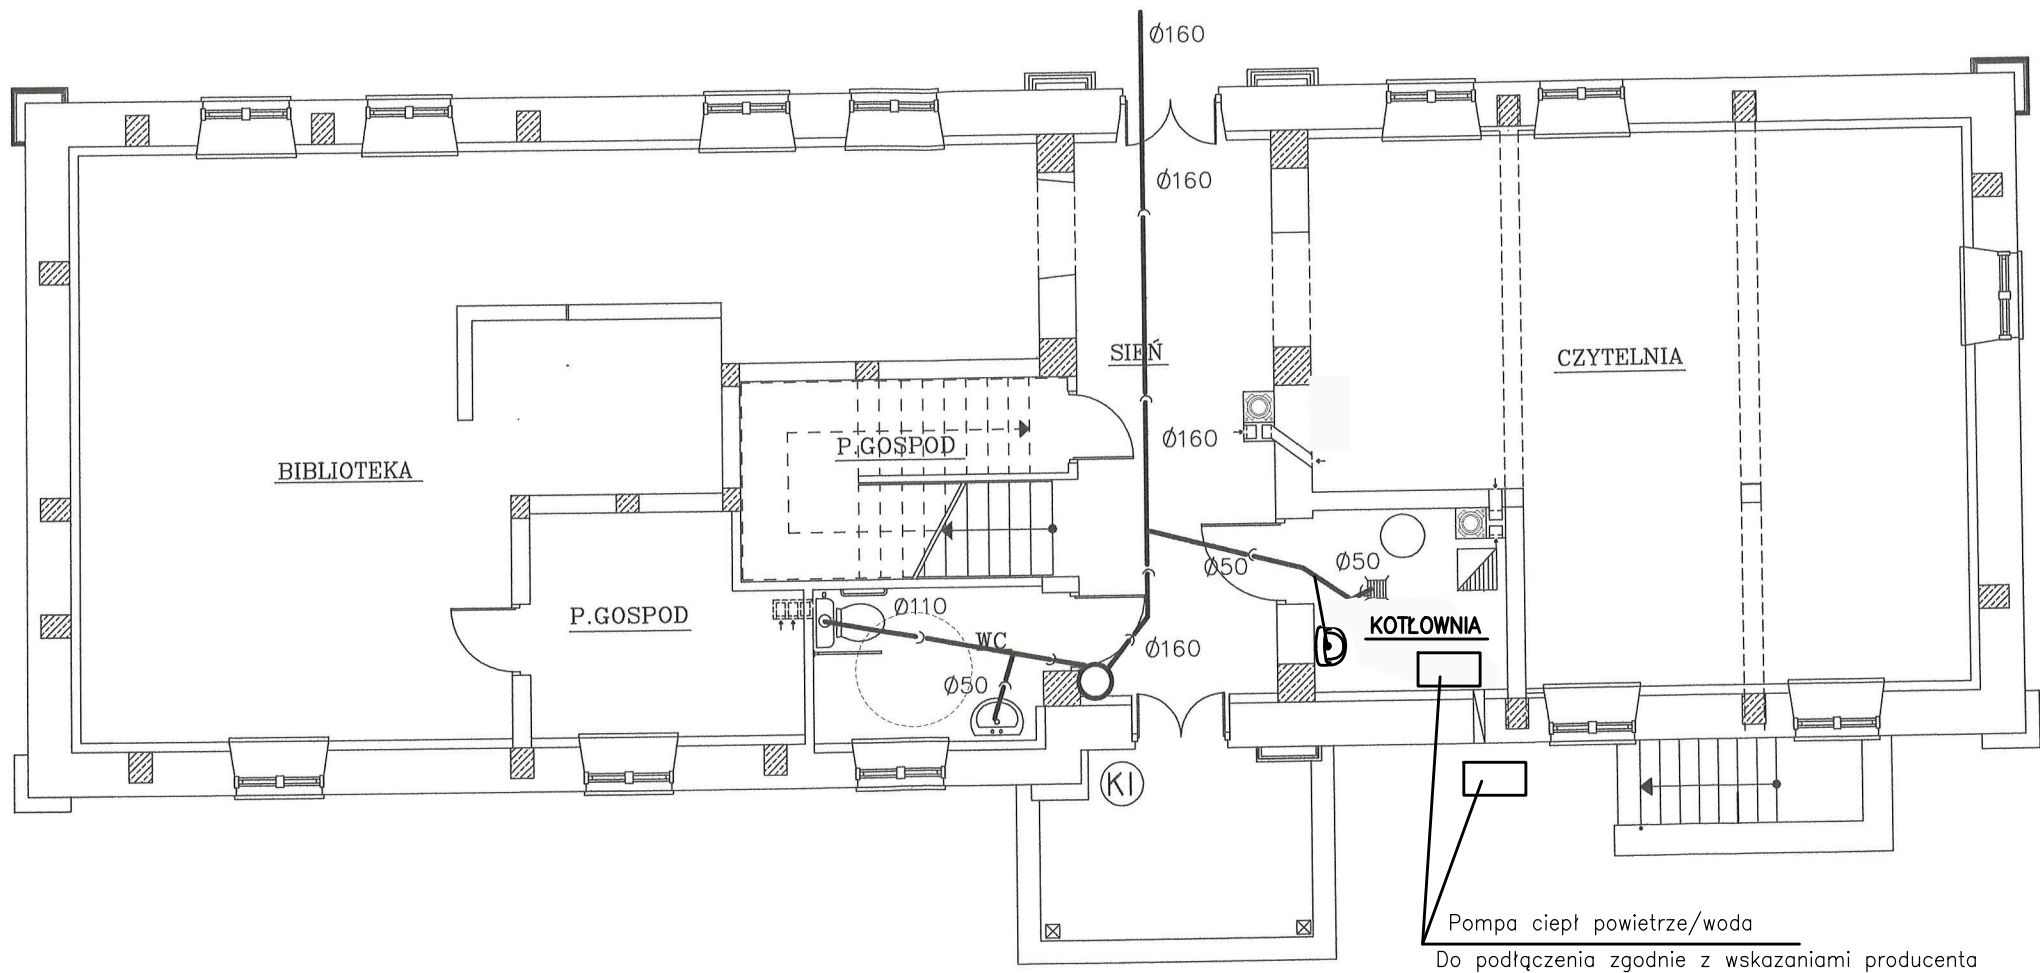 Ø160
Ø160
SIEŃ
CZYTELNIA
Ø160
P.GOSPOD
BIBLIOTEKA
Ø50
Ø50
Ø110
P.GOSPOD
WC
KOTŁOWNIA
Ø160
Ø50
K1
Pompa ciepł powietrze/woda
Do podłączenia zgodnie z wskazaniami producenta